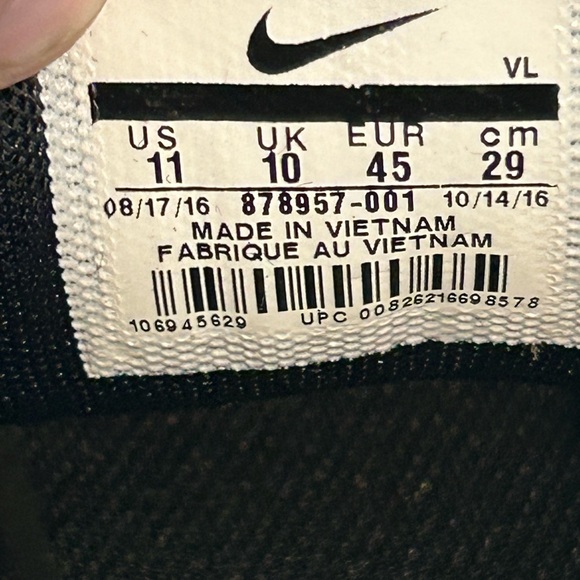 VL
US UK EUR cm
11 10 45 29
08/17/16 878957-001 10/14/16
MADE IN VIETNAM
FABRIQUE AU VIETNAM
106945629 UPC 00826216698578